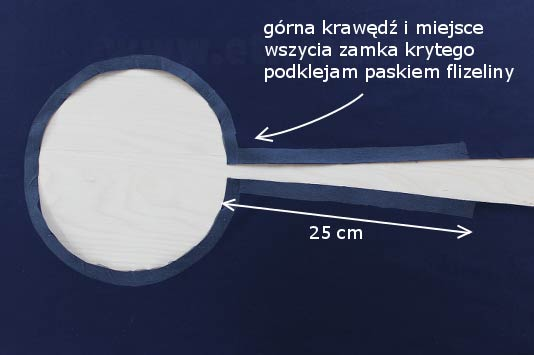 górna krawędź i miejsce
wszycia zamka krytego
podklejam paskiem flizeliny
25 cm